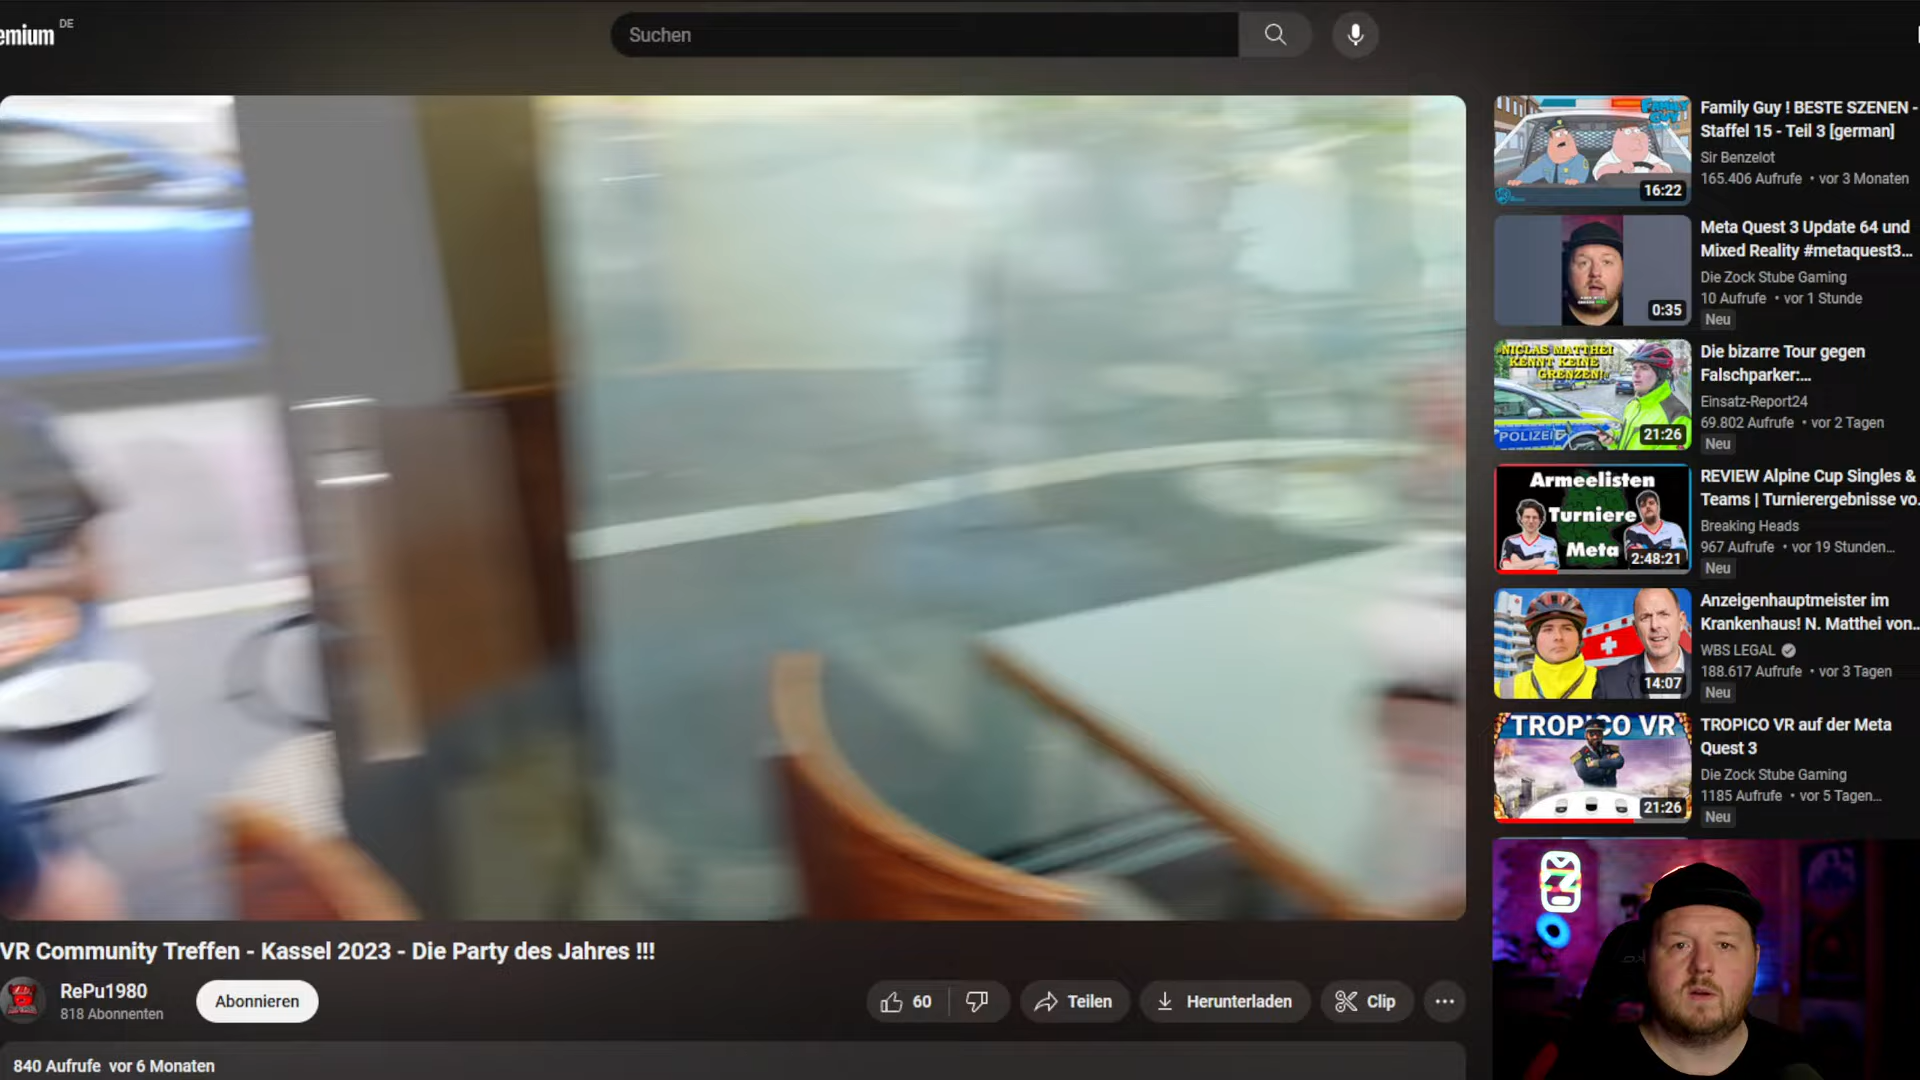 emium DE
Suchen
Family Guy ! BESTE SZENEN -
Staffel 15 - Teil 3 [german]
Sir Benzelot
165.406 Aufrufe • vor 3 Monaten
16:22
Meta Quest 3 Update 64 und
Mixed Reality #metaquest3...
Die Zock Stube Gaming
10 Aufrufe • vor 1 Stunde
Neu
0:35
NICLAS MATTHEI
KENNT KEINE
GRENZEN!
POLIZEI
21:26
Die bizarre Tour gegen
Falschparker:...
Einsatz-Report24
69.802 Aufrufe • vor 2 Tagen
Neu
Armeelisten
Turniere
Meta
2:48:21
REVIEW Alpine Cup Singles &
Teams | Turnierergebnisse vo.
Breaking Heads
967 Aufrufe • vor 19 Stunden...
Neu
14:07
Anzeigenhauptmeister im
Krankenhaus! N. Matthei von..
WBS LEGAL
188.617 Aufrufe • vor 3 Tagen
Neu
TROPICO VR
21:26
TROPICO VR auf der Meta
Quest 3
Die Zock Stube Gaming
1185 Aufrufe • vor 5 Tagen...
Neu
VR Community Treffen - Kassel 2023 - Die Party des Jahres !!!
RePu1980
818 Abonnenten
Abonnieren
60
Teilen
Herunterladen
Clip
840 Aufrufe vor 6 Monaten